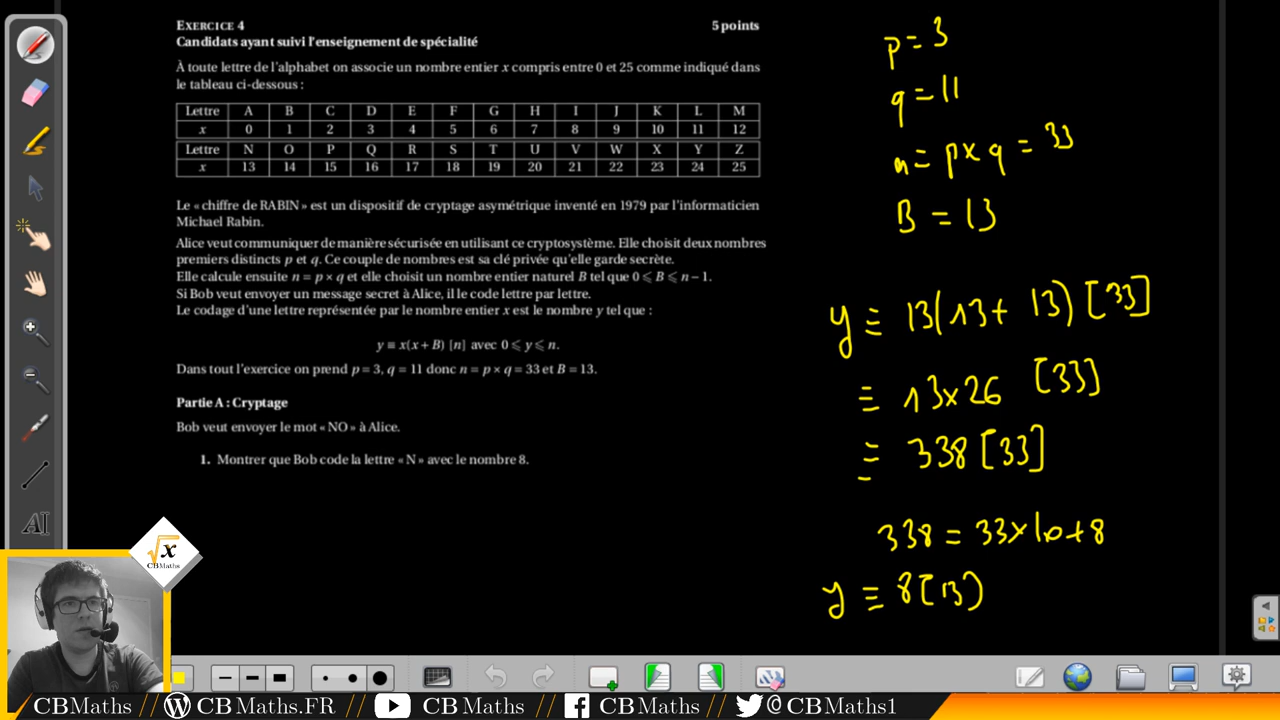 EXERCICE 4 5 points
Candidats ayant suivi l'enseignement de spécialité
À toute lettre de l'alphabet on associe un nombre entier x compris entre 0 et 25 comme indiqué dans
le tableau ci-dessous :
Lettre A B C D E F G H I J K L M
x 0 1 2 3 4 5 6 7 8 9 10 11 12
Lettre N O P Q R S T U V W X Y Z
x 13 14 15 16 17 18 19 20 21 22 23 24 25
Le « chiffre de RABIN » est un dispositif de cryptage asymétrique inventé en 1979 par l'informaticien
Michael Rabin.
Alice veut communiquer de manière sécurisée en utilisant ce cryptosystème. Elle choisit deux nombres
premiers distincts p et q. Ce couple de nombres est sa clé privée qu'elle garde secrète.
Elle calcule ensuite n = p × q et elle choisit un nombre entier naturel B tel que 0 ⩽ B ⩽ n − 1.
Si Bob veut envoyer un message secret à Alice, il le code lettre par lettre.
Le codage d'une lettre représentée par le nombre entier x est le nombre y tel que :
y ≡ x(x + B) [n] avec 0 ⩽ y ⩽ n.
Dans tout l'exercice on prend p = 3, q = 11 donc n = p × q = 33 et B = 13.
Partie A : Cryptage
Bob veut envoyer le mot « NO » à Alice.
1. Montrer que Bob code la lettre « N » avec le nombre 8.
p = 3
q = 11
n = p × q = 33
B = 13
y ≡ 13(13 + 13) [33]
≡ 13×26 [33]
≡ 338 [33]
338 = 33×10+8
y ≡ 8 [13]
AI
√x
CBMaths
CBMaths CBMaths.FR CBMaths CBMaths @CBMaths1